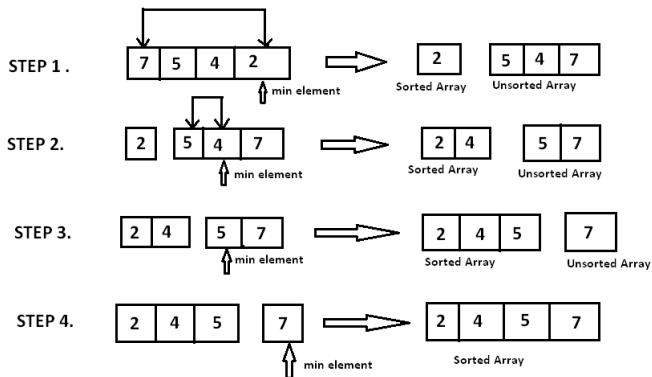 STEP 1 .
7 5 4 2
min element
2
Sorted Array
5 4 7
Unsorted Array
STEP 2.
2
5 4 7
min element
2 4
Sorted Array
5 7
Unsorted Array
STEP 3.
2 4
5 7
min element
2 4 5
Sorted Array
7
Unsorted Array
STEP 4.
2 4 5
7
min element
2 4 5 7
Sorted Array